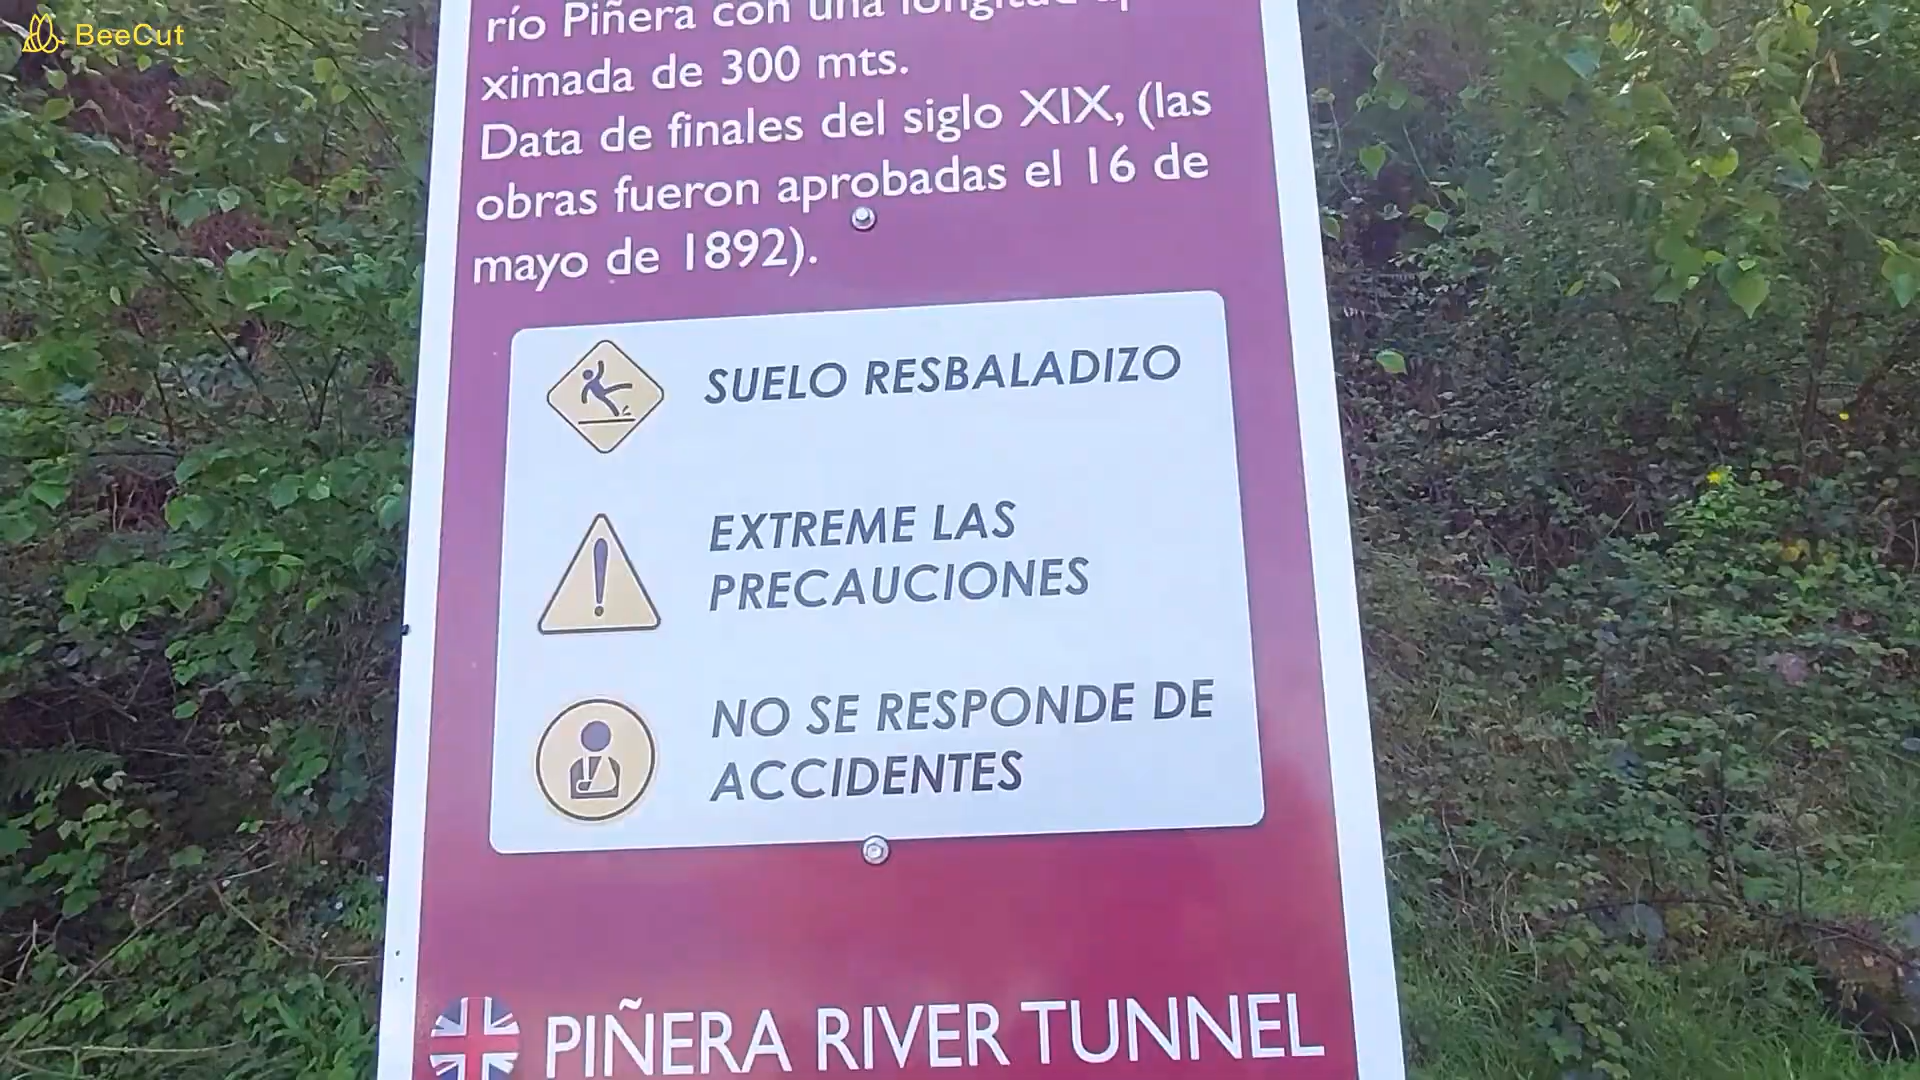 BeeCut
río Piñera con una longitud
ximada de 300 mts.
Data de finales del siglo XIX, (las
obras fueron aprobadas el 16 de
mayo de 1892).
SUELO RESBALADIZO
EXTREME LAS
PRECAUCIONES
NO SE RESPONDE DE
ACCIDENTES
PIÑERA RIVER TUNNEL